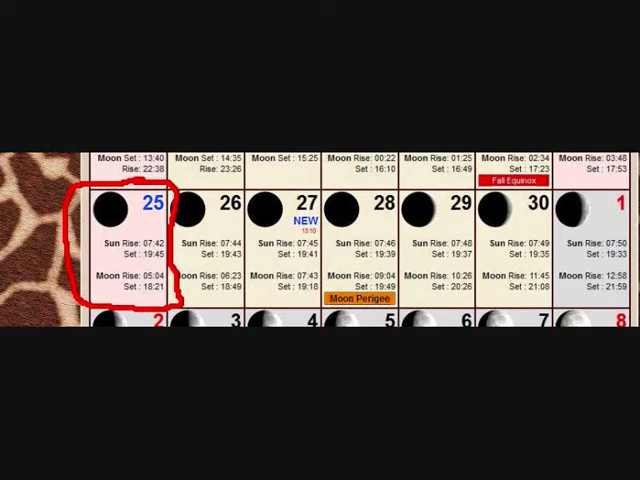 Moon Set : 13:40
Rise: 22:38
Moon Set : 14:35
Rise: 23:26
Moon Set : 15:25
Moon Rise: 00:22
Set : 16:10
Moon Rise: 01:25
Set : 16:49
Moon Rise: 02:34
Set : 17:23
Fall Equinox
Moon Rise: 03:48
Set : 17:53
25
Sun Rise: 07:42
Set : 19:45
Moon Rise: 05:04
Set : 18:21
26
Sun Rise: 07:44
Set : 19:43
Moon Rise: 06:23
Set : 18:49
27
NEW
13:10
Sun Rise: 07:45
Set : 19:41
Moon Rise: 07:43
Set : 19:18
28
Sun Rise: 07:46
Set : 19:39
Moon Rise: 09:04
Set : 19:49
Moon Perigee
29
Sun Rise: 07:48
Set : 19:37
Moon Rise: 10:26
Set : 20:26
30
Sun Rise: 07:49
Set : 19:35
Moon Rise: 11:45
Set : 21:08
1
Sun Rise: 07:50
Set : 19:33
Moon Rise: 12:58
Set : 21:59
2
3
4
5
6
7
8